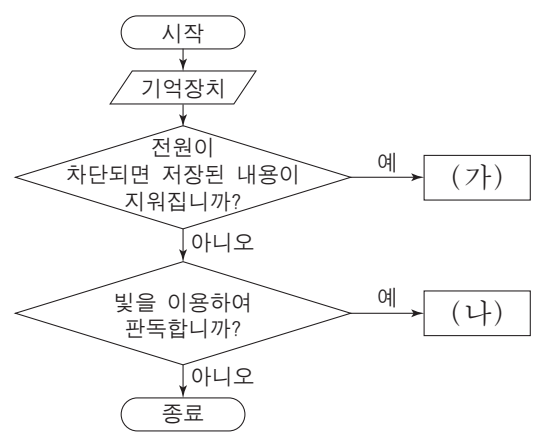 시작
기억장치
전원이
차단되면 저장된 내용이
지워집니까?
예
(가)
아니오
빛을 이용하여
판독합니까?
예
(나)
아니오
종료